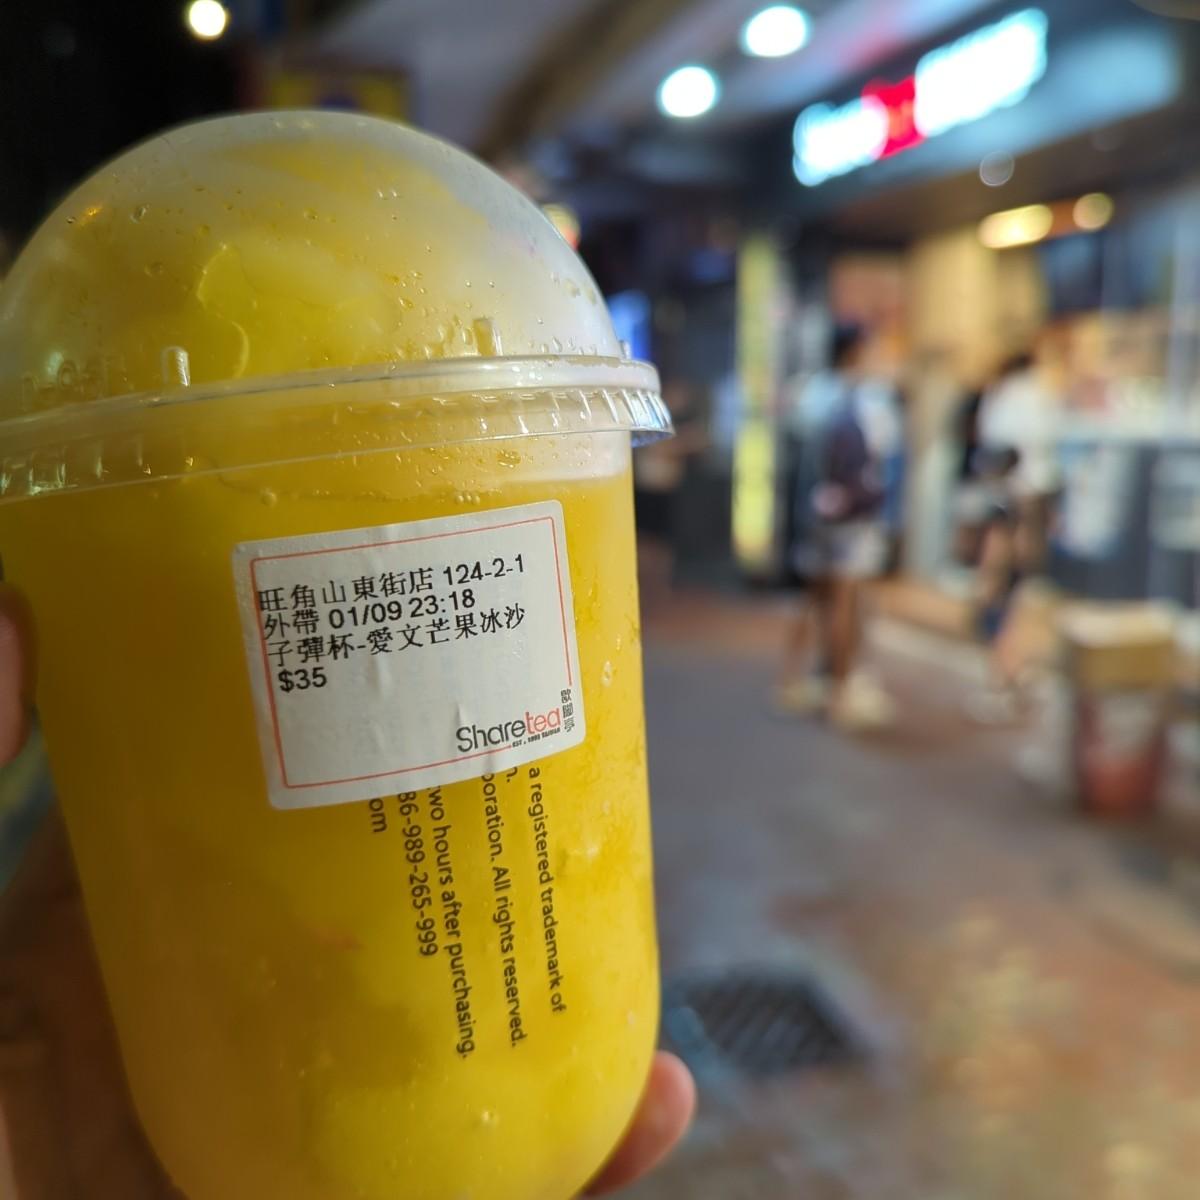 旺角山東街店 124-2-1
外帶 01/09 23:18
子彈杯-愛文芒果冰沙
$35
Sharetea
歇腳亭
a registered trademark of
poration. All rights reserved.
two hours after purchasing.
86-989-265-999
om